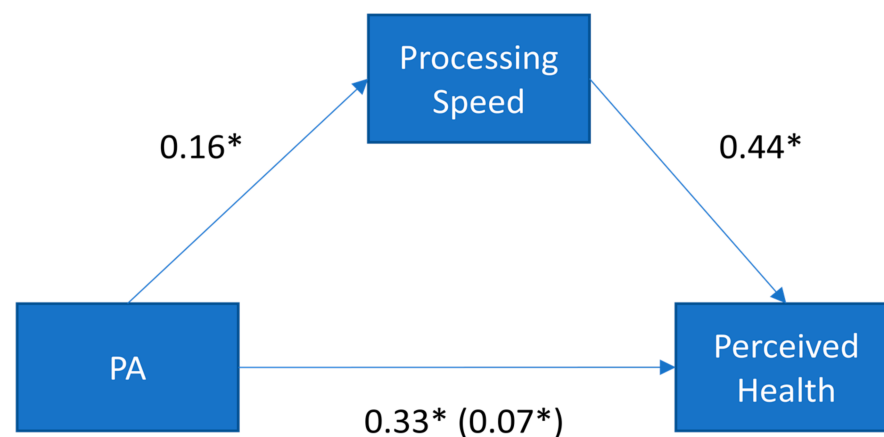 Processing
Speed
0.16*
0.44*
PA
Perceived
Health
0.33* (0.07*)